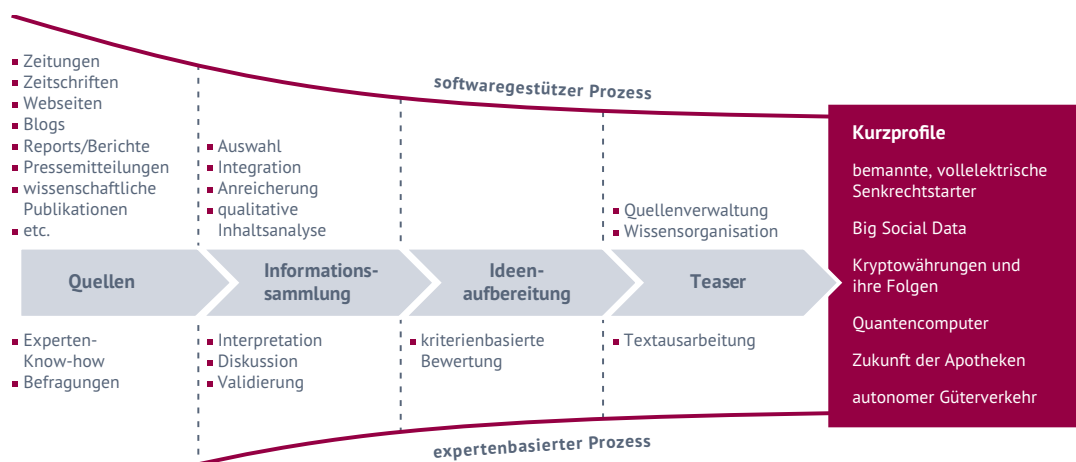 softwaregestützer Prozess
▪ Zeitungen
▪ Zeitschriften
▪ Webseiten
▪ Blogs
▪ Reports/Berichte
▪ Pressemitteilungen
▪ wissenschaftliche
Publikationen
▪ etc.
▪ Auswahl
▪ Integration
▪ Anreicherung
▪ qualitative
Inhaltsanalyse
▪ Quellenverwaltung
▪ Wissensorganisation
Quellen
Informations-
sammlung
Ideen-
aufbereitung
Teaser
▪ Experten-
Know-how
▪ Befragungen
▪ Interpretation
▪ Diskussion
▪ Validierung
▪ kriterienbasierte
Bewertung
▪ Textausarbeitung
expertenbasierter Prozess
Kurzprofile
bemannte, vollelektrische
Senkrechtstarter
Big Social Data
Kryptowährungen und
ihre Folgen
Quantencomputer
Zukunft der Apotheken
autonomer Güterverkehr